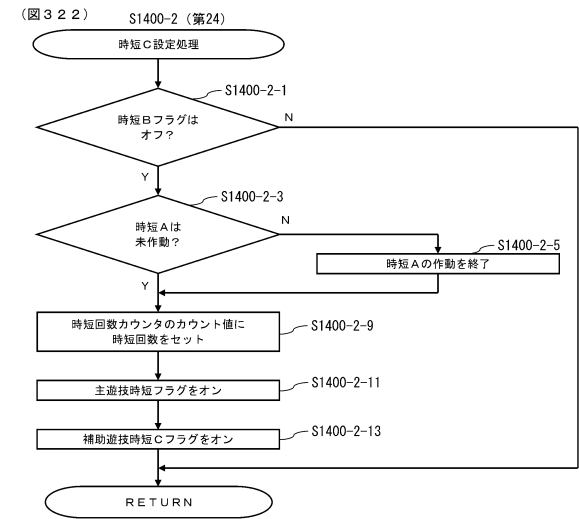 (図３２２)
S1400-2 (第24)
時短Ｃ設定処理
S1400-2-1
時短Ｂフラグは
オフ？
N
Y
S1400-2-3
時短Ａは
未作動？
N
S1400-2-5
時短Ａの作動を終了
Y
時短回数カウンタのカウント値に
時短回数をセット
S1400-2-9
主遊技時短フラグをオン
S1400-2-11
補助遊技時短Ｃフラグをオン
S1400-2-13
ＲＥＴＵＲＮ